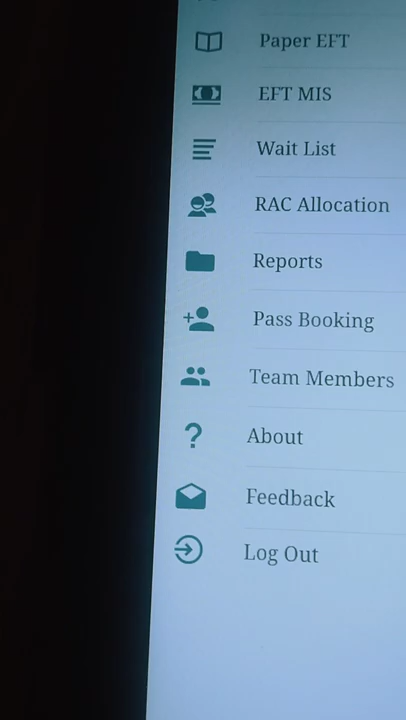 Paper EFT
EFT MIS
Wait List
RAC Allocation
Reports
Pass Booking
Team Members
About
Feedback
Log Out